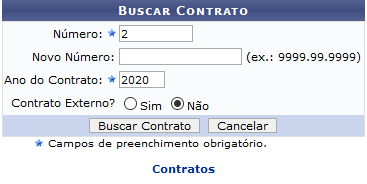 BUSCAR CONTRATO
Número: 2
Novo Número: (ex.: 9999.99.9999)
Ano do Contrato: 2020
Contrato Externo? Sim Não
Buscar Contrato Cancelar
Campos de preenchimento obrigatório.
Contratos